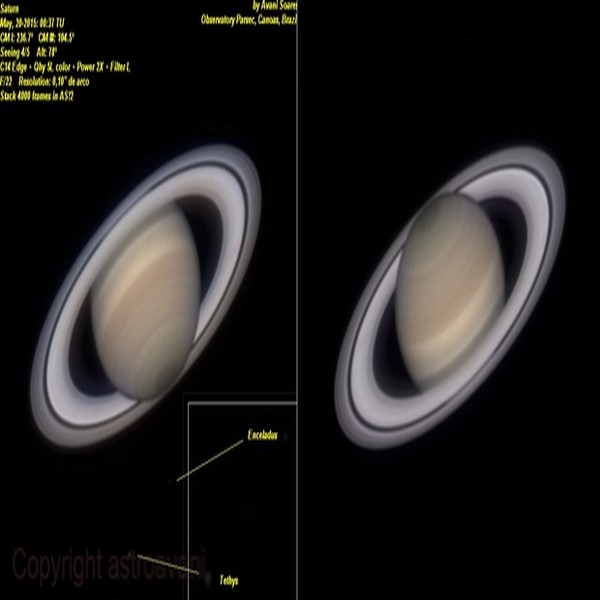 Saturn
May, 20-2015: 00:37 TU
CM I: 236.7° CM III: 104.5°
Seeing 4/5 Alt: 78°
C14 Edge + Qhy 5L color + Power 2X + Filter L
F/22 Resolution: 0,10" de arco
Stack 4000 frames in AS!2
by Avani Soares
Observatory Parsec, Canoas, Brazil
Enceladus
Copyright astroavani
Tethys